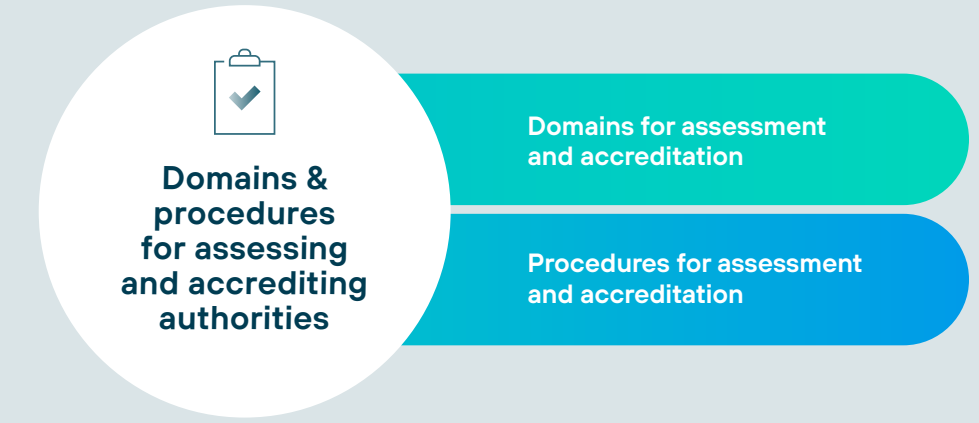 Domains &
procedures
for assessing
and accrediting
authorities
Domains for assessment
and accreditation
Procedures for assessment
and accreditation